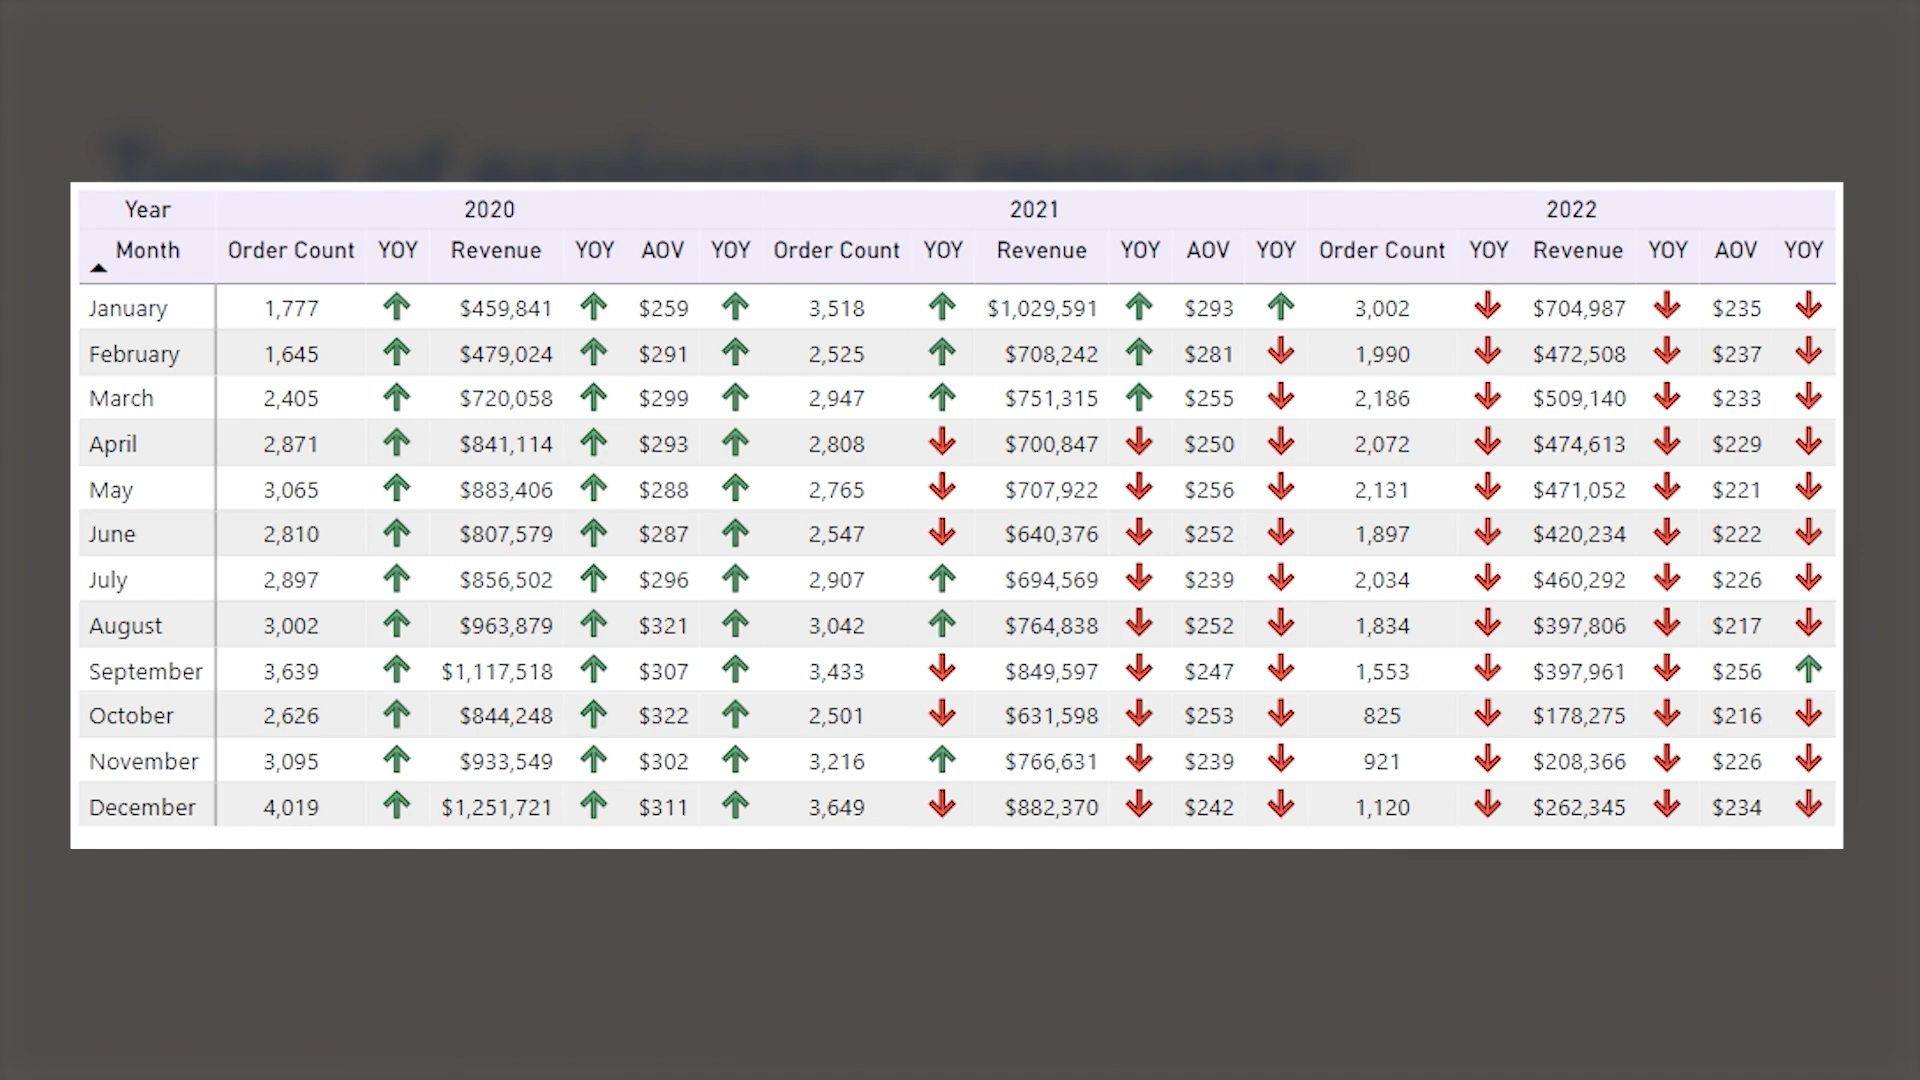 Year 2020 2021 2022
Month Order Count YOY Revenue YOY AOV YOY Order Count YOY Revenue YOY AOV YOY Order Count YOY Revenue YOY AOV YOY
January 1,777 $459,841 $259 3,518 $1,029,591 $293 3,002 $704,987 $235
February 1,645 $479,024 $291 2,525 $708,242 $281 1,990 $472,508 $237
March 2,405 $720,058 $299 2,947 $751,315 $255 2,186 $509,140 $233
April 2,871 $841,114 $293 2,808 $700,847 $250 2,072 $474,613 $229
May 3,065 $883,406 $288 2,765 $707,922 $256 2,131 $471,052 $221
June 2,810 $807,579 $287 2,547 $640,376 $252 1,897 $420,234 $222
July 2,897 $856,502 $296 2,907 $694,569 $239 2,034 $460,292 $226
August 3,002 $963,879 $321 3,042 $764,838 $252 1,834 $397,806 $217
September 3,639 $1,117,518 $307 3,433 $849,597 $247 1,553 $397,961 $256
October 2,626 $844,248 $322 2,501 $631,598 $253 825 $178,275 $216
November 3,095 $933,549 $302 3,216 $766,631 $239 921 $208,366 $226
December 4,019 $1,251,721 $311 3,649 $882,370 $242 1,120 $262,345 $234